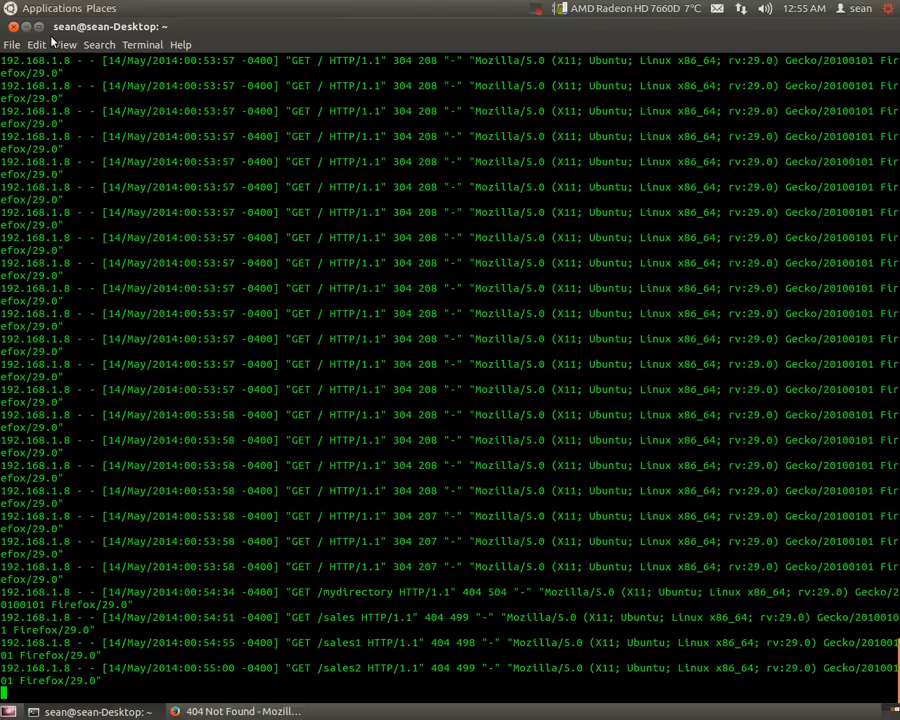 Applications Places
AMD Radeon HD 7660D 7°C
12:55 AM
sean
sean@sean-Desktop: ~
File Edit View Search Terminal Help
192.168.1.8 - - [14/May/2014:00:53:57 -0400] "GET / HTTP/1.1" 304 208 "-" "Mozilla/5.0 (X11; Ubuntu; Linux x86_64; rv:29.0) Gecko/20100101 Fir
efox/29.0"
192.168.1.8 - - [14/May/2014:00:53:57 -0400] "GET / HTTP/1.1" 304 208 "-" "Mozilla/5.0 (X11; Ubuntu; Linux x86_64; rv:29.0) Gecko/20100101 Fir
efox/29.0"
192.168.1.8 - - [14/May/2014:00:53:57 -0400] "GET / HTTP/1.1" 304 208 "-" "Mozilla/5.0 (X11; Ubuntu; Linux x86_64; rv:29.0) Gecko/20100101 Fir
efox/29.0"
192.168.1.8 - - [14/May/2014:00:53:57 -0400] "GET / HTTP/1.1" 304 208 "-" "Mozilla/5.0 (X11; Ubuntu; Linux x86_64; rv:29.0) Gecko/20100101 Fir
efox/29.0"
192.168.1.8 - - [14/May/2014:00:53:57 -0400] "GET / HTTP/1.1" 304 208 "-" "Mozilla/5.0 (X11; Ubuntu; Linux x86_64; rv:29.0) Gecko/20100101 Fir
efox/29.0"
192.168.1.8 - - [14/May/2014:00:53:57 -0400] "GET / HTTP/1.1" 304 208 "-" "Mozilla/5.0 (X11; Ubuntu; Linux x86_64; rv:29.0) Gecko/20100101 Fir
efox/29.0"
192.168.1.8 - - [14/May/2014:00:53:57 -0400] "GET / HTTP/1.1" 304 208 "-" "Mozilla/5.0 (X11; Ubuntu; Linux x86_64; rv:29.0) Gecko/20100101 Fir
efox/29.0"
192.168.1.8 - - [14/May/2014:00:53:57 -0400] "GET / HTTP/1.1" 304 208 "-" "Mozilla/5.0 (X11; Ubuntu; Linux x86_64; rv:29.0) Gecko/20100101 Fir
efox/29.0"
192.168.1.8 - - [14/May/2014:00:53:57 -0400] "GET / HTTP/1.1" 304 208 "-" "Mozilla/5.0 (X11; Ubuntu; Linux x86_64; rv:29.0) Gecko/20100101 Fir
efox/29.0"
192.168.1.8 - - [14/May/2014:00:53:57 -0400] "GET / HTTP/1.1" 304 208 "-" "Mozilla/5.0 (X11; Ubuntu; Linux x86_64; rv:29.0) Gecko/20100101 Fir
efox/29.0"
192.168.1.8 - - [14/May/2014:00:53:57 -0400] "GET / HTTP/1.1" 304 208 "-" "Mozilla/5.0 (X11; Ubuntu; Linux x86_64; rv:29.0) Gecko/20100101 Fir
efox/29.0"
192.168.1.8 - - [14/May/2014:00:53:57 -0400] "GET / HTTP/1.1" 304 208 "-" "Mozilla/5.0 (X11; Ubuntu; Linux x86_64; rv:29.0) Gecko/20100101 Fir
efox/29.0"
192.168.1.8 - - [14/May/2014:00:53:57 -0400] "GET / HTTP/1.1" 304 208 "-" "Mozilla/5.0 (X11; Ubuntu; Linux x86_64; rv:29.0) Gecko/20100101 Fir
efox/29.0"
192.168.1.8 - - [14/May/2014:00:53:57 -0400] "GET / HTTP/1.1" 304 208 "-" "Mozilla/5.0 (X11; Ubuntu; Linux x86_64; rv:29.0) Gecko/20100101 Fir
efox/29.0"
192.168.1.8 - - [14/May/2014:00:53:58 -0400] "GET / HTTP/1.1" 304 208 "-" "Mozilla/5.0 (X11; Ubuntu; Linux x86_64; rv:29.0) Gecko/20100101 Fir
efox/29.0"
192.168.1.8 - - [14/May/2014:00:53:58 -0400] "GET / HTTP/1.1" 304 208 "-" "Mozilla/5.0 (X11; Ubuntu; Linux x86_64; rv:29.0) Gecko/20100101 Fir
efox/29.0"
192.168.1.8 - - [14/May/2014:00:53:58 -0400] "GET / HTTP/1.1" 304 208 "-" "Mozilla/5.0 (X11; Ubuntu; Linux x86_64; rv:29.0) Gecko/20100101 Fir
efox/29.0"
192.168.1.8 - - [14/May/2014:00:53:58 -0400] "GET / HTTP/1.1" 304 208 "-" "Mozilla/5.0 (X11; Ubuntu; Linux x86_64; rv:29.0) Gecko/20100101 Fir
efox/29.0"
192.168.1.8 - - [14/May/2014:00:53:58 -0400] "GET / HTTP/1.1" 304 207 "-" "Mozilla/5.0 (X11; Ubuntu; Linux x86_64; rv:29.0) Gecko/20100101 Fir
efox/29.0"
192.168.1.8 - - [14/May/2014:00:53:58 -0400] "GET / HTTP/1.1" 304 207 "-" "Mozilla/5.0 (X11; Ubuntu; Linux x86_64; rv:29.0) Gecko/20100101 Fir
efox/29.0"
192.168.1.8 - - [14/May/2014:00:53:58 -0400] "GET / HTTP/1.1" 304 207 "-" "Mozilla/5.0 (X11; Ubuntu; Linux x86_64; rv:29.0) Gecko/20100101 Fir
efox/29.0"
192.168.1.8 - - [14/May/2014:00:54:34 -0400] "GET /mydirectory HTTP/1.1" 404 504 "-" "Mozilla/5.0 (X11; Ubuntu; Linux x86_64; rv:29.0) Gecko/2
0100101 Firefox/29.0"
192.168.1.8 - - [14/May/2014:00:54:51 -0400] "GET /sales HTTP/1.1" 404 499 "-" "Mozilla/5.0 (X11; Ubuntu; Linux x86_64; rv:29.0) Gecko/2010010
1 Firefox/29.0"
192.168.1.8 - - [14/May/2014:00:54:55 -0400] "GET /sales1 HTTP/1.1" 404 498 "-" "Mozilla/5.0 (X11; Ubuntu; Linux x86_64; rv:29.0) Gecko/201001
01 Firefox/29.0"
192.168.1.8 - - [14/May/2014:00:55:00 -0400] "GET /sales2 HTTP/1.1" 404 499 "-" "Mozilla/5.0 (X11; Ubuntu; Linux x86_64; rv:29.0) Gecko/201001
01 Firefox/29.0"
sean@sean-Desktop: ~
404 Not Found - Mozill...